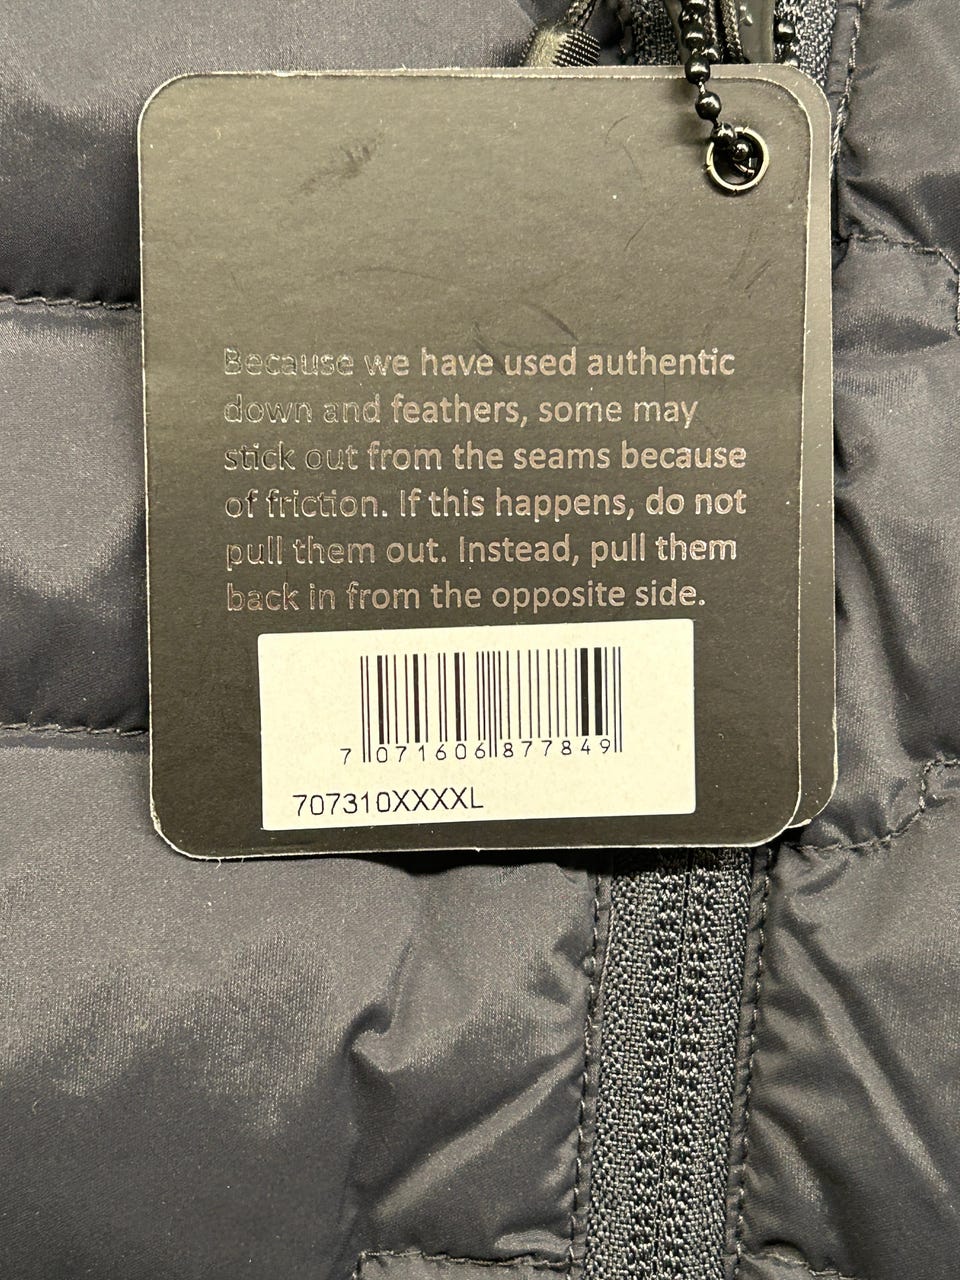 Because we have used authentic
down and feathers, some may
stick out from the seams because
of friction. If this happens, do not
pull them out. Instead, pull them
back in from the opposite side.
7 071606 877849
707310XXXXL